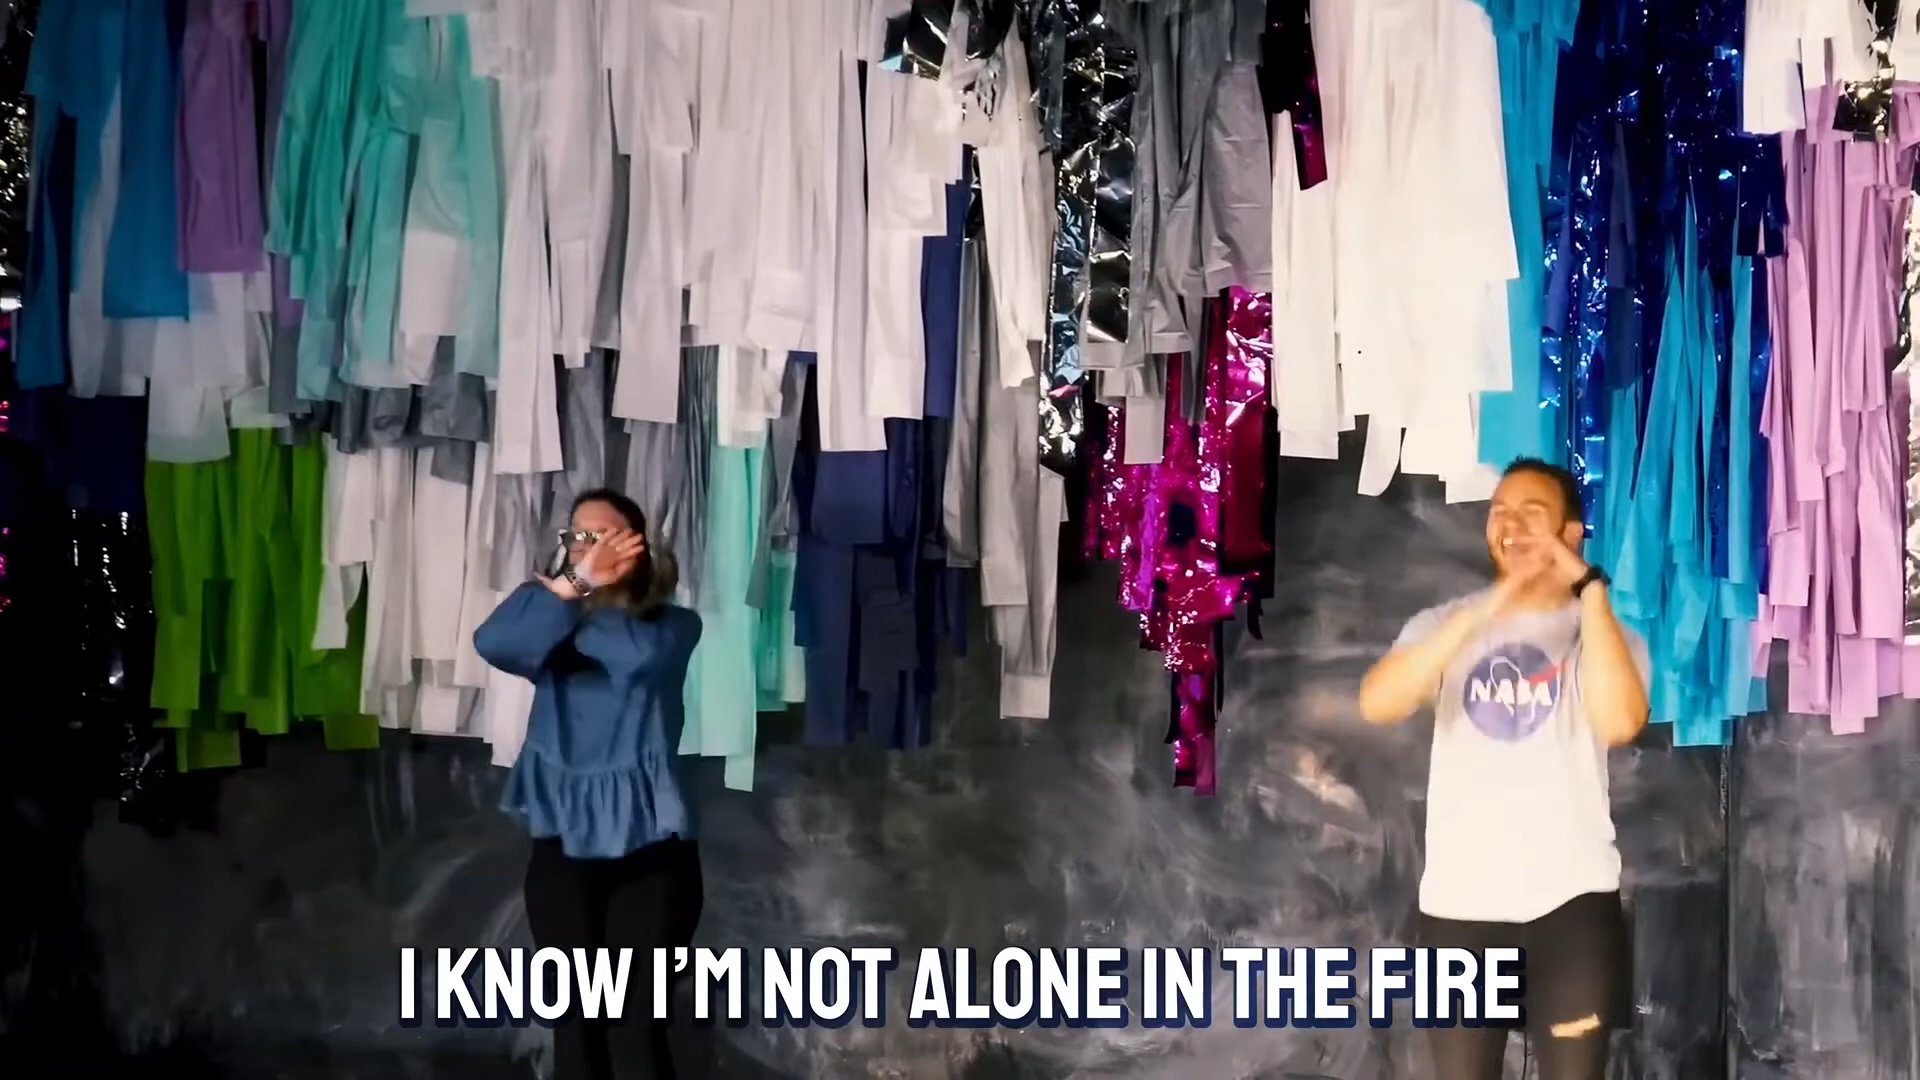 NASA
I KNOW I’M NOT ALONE IN THE FIRE